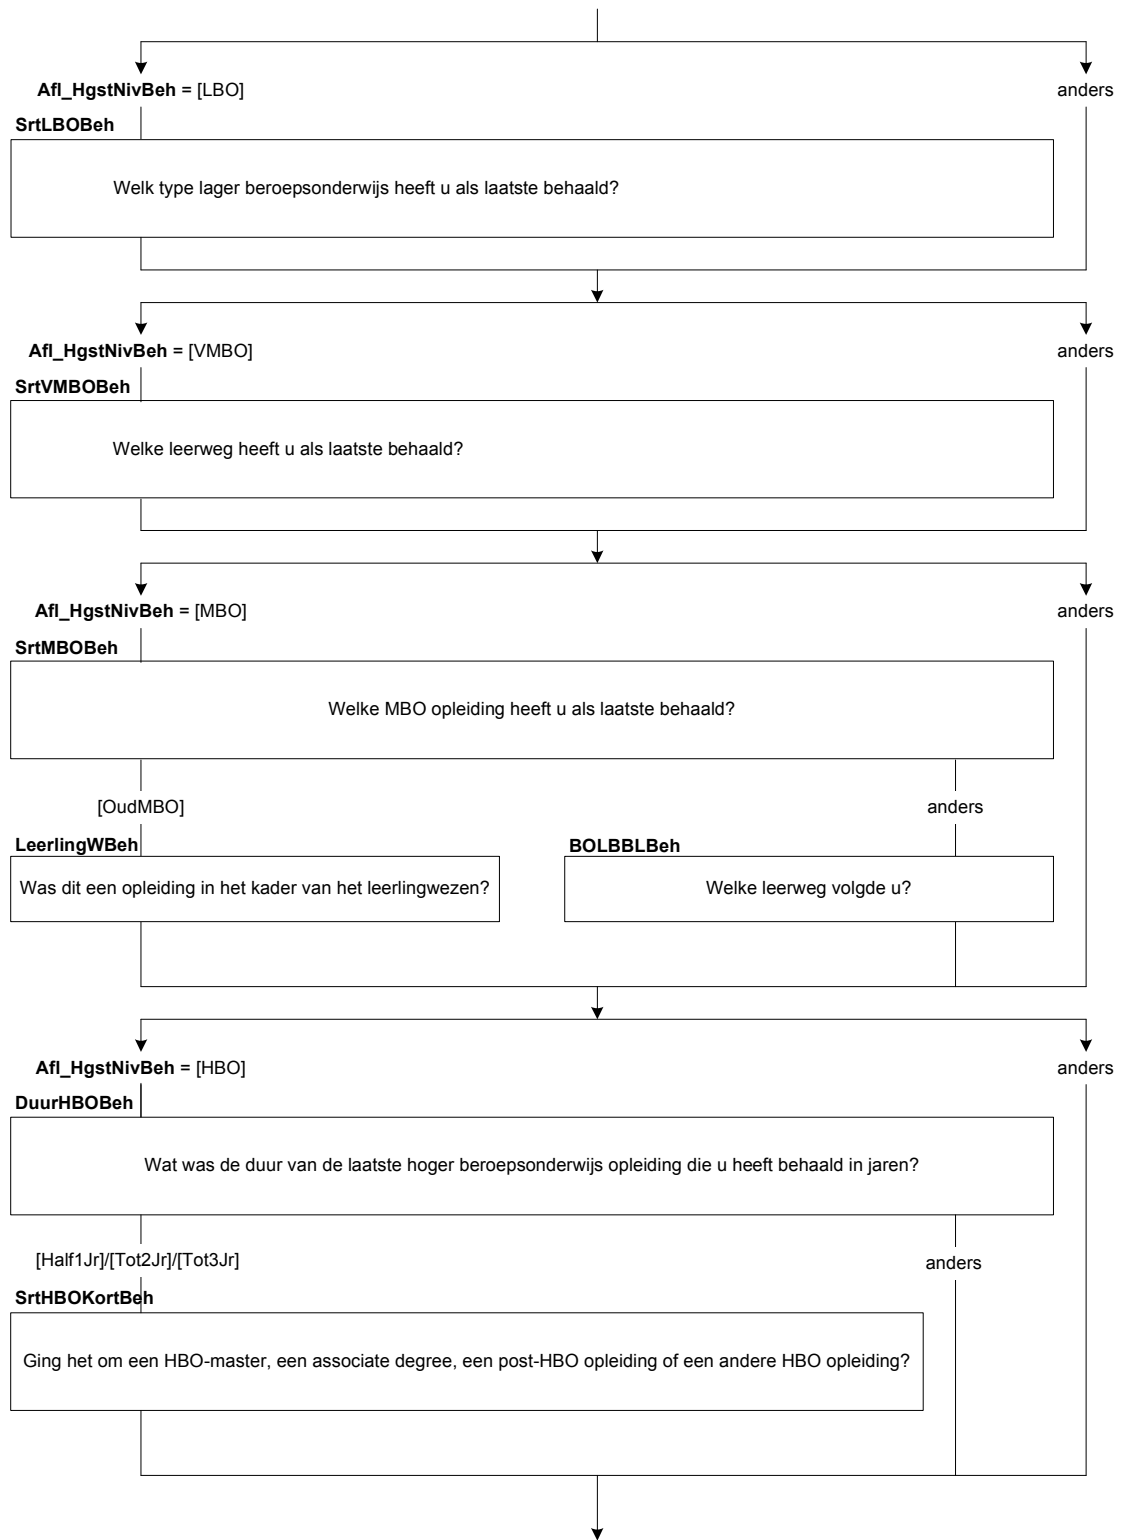 Afl_HgstNivBeh = [LBO]
anders
SrtLBOBeh
Welk type lager beroepsonderwijs heeft u als laatste behaald?
Afl_HgstNivBeh = [VMBO]
anders
SrtVMBOBeh
Welke leerweg heeft u als laatste behaald?
Afl_HgstNivBeh = [MBO]
anders
SrtMBOBeh
Welke MBO opleiding heeft u als laatste behaald?
[OudMBO]
anders
LeerlingWBeh
BOLBBLBeh
Was dit een opleiding in het kader van het leerlingwezen?
Welke leerweg volgde u?
Afl_HgstNivBeh = [HBO]
anders
DuurHBOBeh
Wat was de duur van de laatste hoger beroepsonderwijs opleiding die u heeft behaald in jaren?
[Half1Jr]/[Tot2Jr]/[Tot3Jr]
anders
SrtHBOKortBeh
Ging het om een HBO-master, een associate degree, een post-HBO opleiding of een andere HBO opleiding?